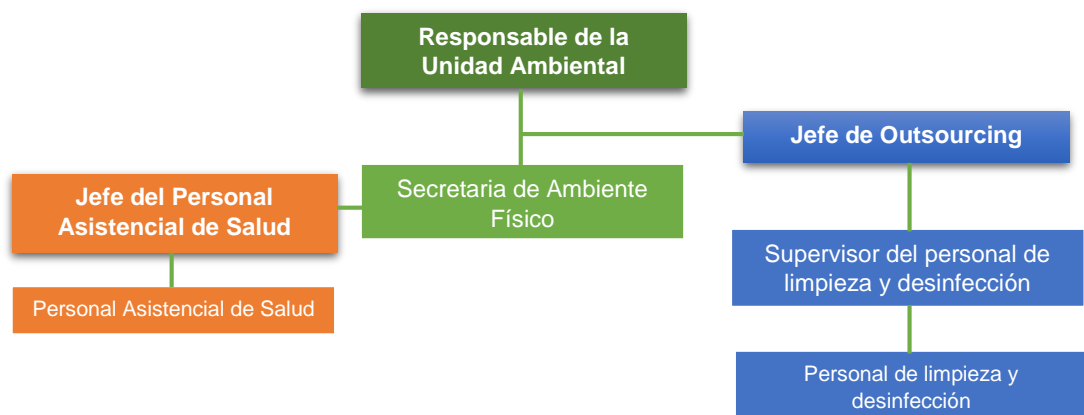 Responsable de la
Unidad Ambiental
Jefe de Outsourcing
Secretaria de Ambiente
Físico
Jefe del Personal
Asistencial de Salud
Supervisor del personal de
limpieza y desinfección
Personal Asistencial de Salud
Personal de limpieza y
desinfección